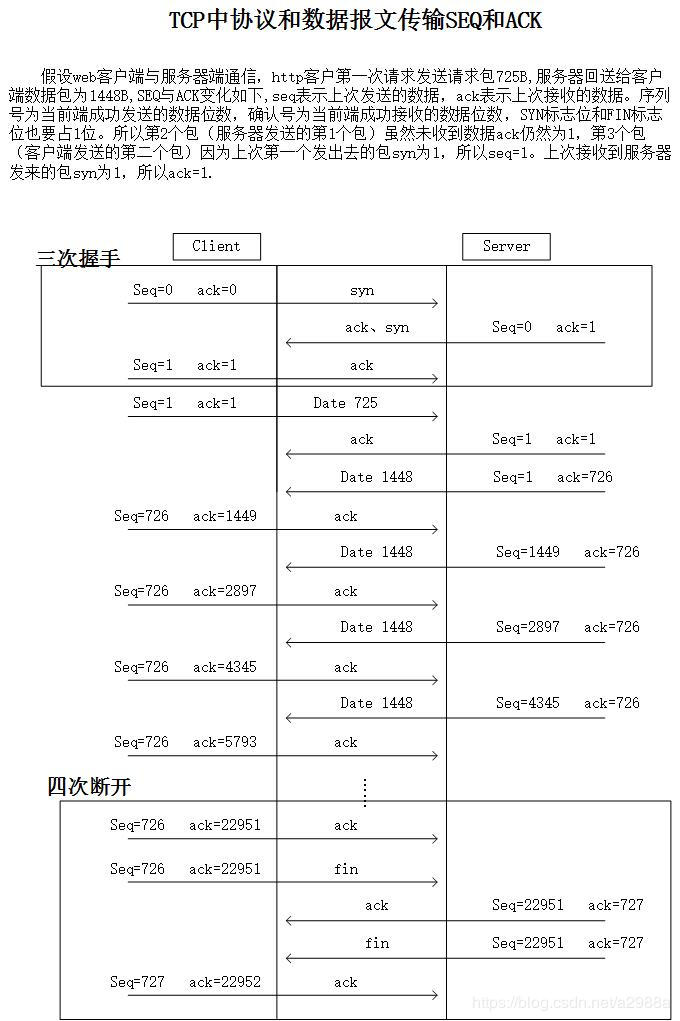 TCP中协议和数据报文传输SEQ和ACK
假设web客户端与服务器端通信，http客户第一次请求发送请求包725B,服务器回送给客户
端数据包为1448B,SEQ与ACK变化如下,seq表示上次发送的数据，ack表示上次接收的数据。序列
号为当前端成功发送的数据位数，确认号为当前端成功接收的数据位数，SYN标志位和FIN标志
位也要占1位。所以第2个包（服务器发送的第1个包）虽然未收到数据ack仍然为1，第3个包
（客户端发送的第二个包）因为上次第一个发出去的包syn为1，所以seq=1。上次接收到服务器
发来的包syn为1，所以ack=1.
Client Server
三次握手
Seq=0 ack=0 syn
ack、syn Seq=0 ack=1
Seq=1 ack=1 ack
Seq=1 ack=1 Date 725
ack Seq=1 ack=1
Date 1448 Seq=1 ack=726
Seq=726 ack=1449 ack
Date 1448 Seq=1449 ack=726
Seq=726 ack=2897 ack
Date 1448 Seq=2897 ack=726
Seq=726 ack=4345 ack
Date 1448 Seq=4345 ack=726
Seq=726 ack=5793 ack
四次断开
Seq=726 ack=22951 ack
Seq=726 ack=22951 fin
ack Seq=22951 ack=727
fin Seq=22951 ack=727
Seq=727 ack=22952 ack
https://blog.csdn.net/a2988a